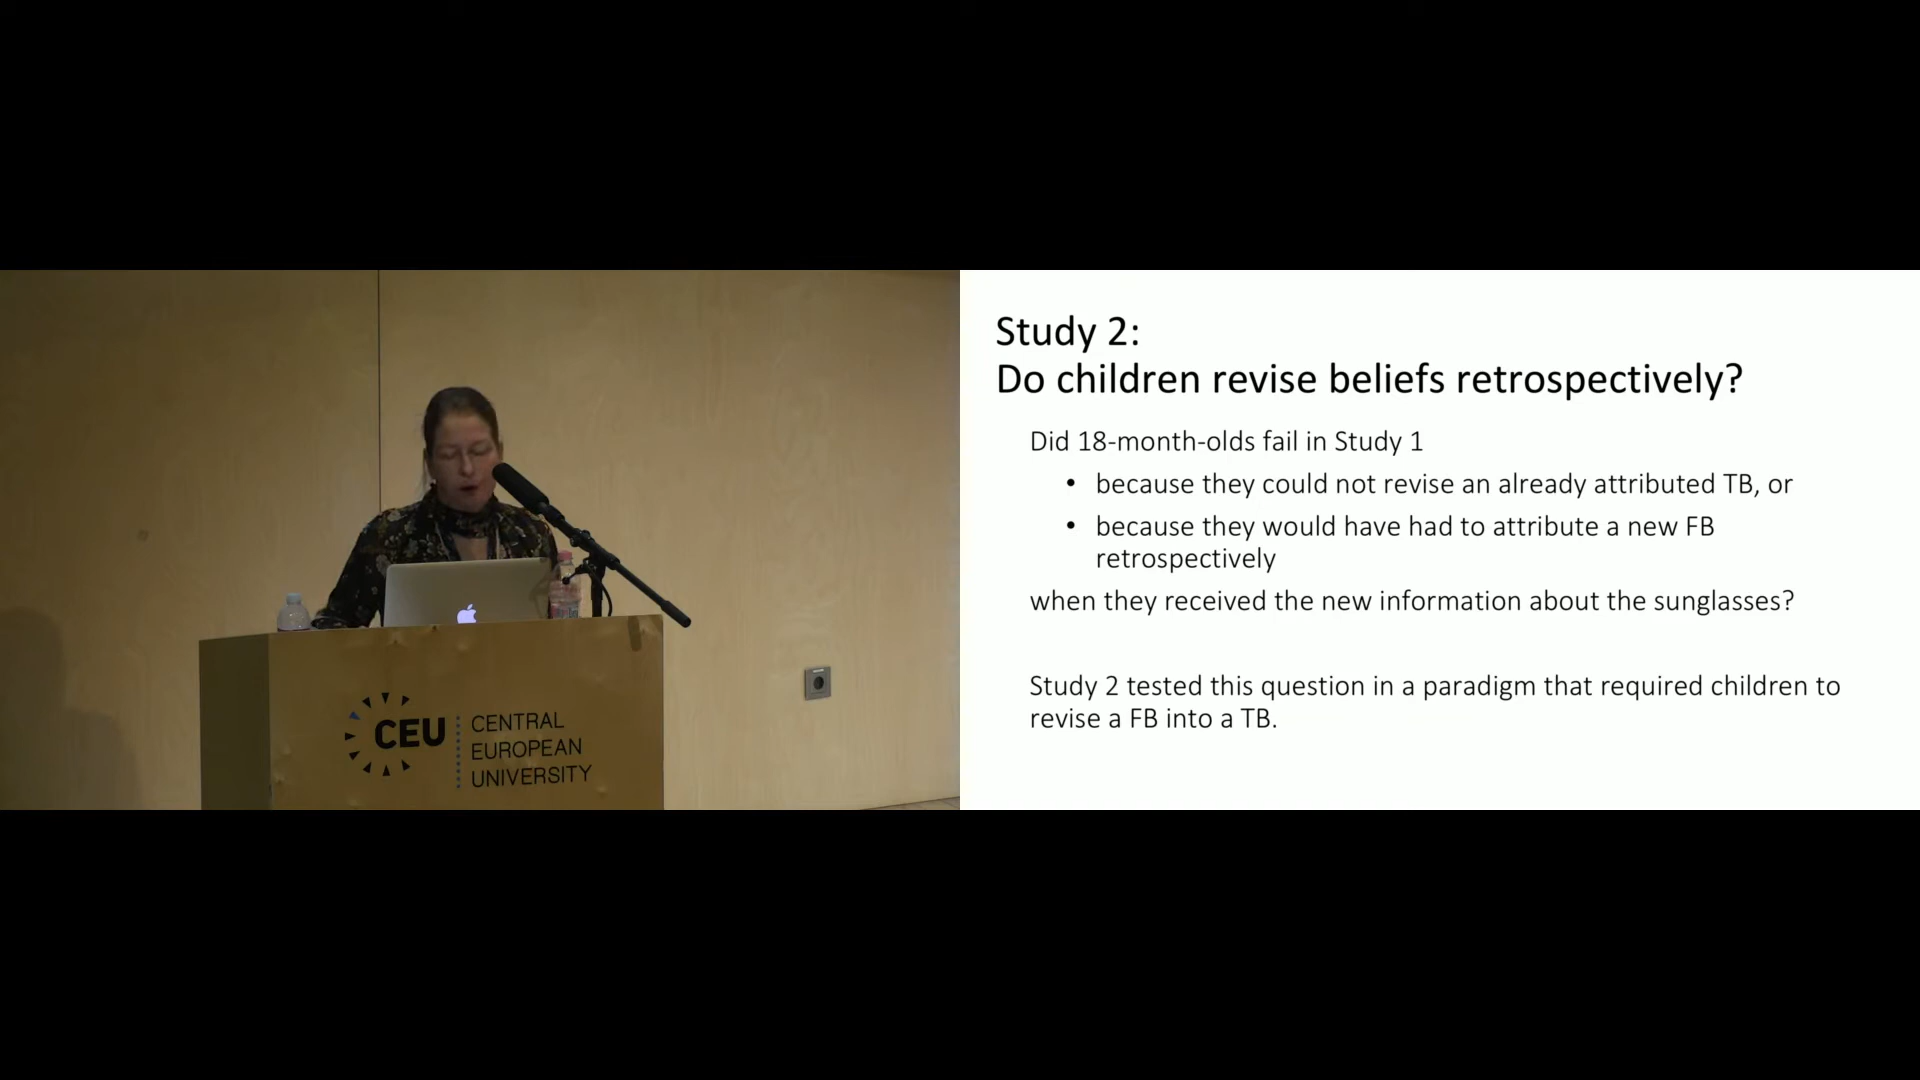 CEU
CENTRAL
EUROPEAN
UNIVERSITY
Study 2:
Do children revise beliefs retrospectively?
Did 18-month-olds fail in Study 1
• because they could not revise an already attributed TB, or
• because they would have had to attribute a new FB
retrospectively
when they received the new information about the sunglasses?
Study 2 tested this question in a paradigm that required children to
revise a FB into a TB.